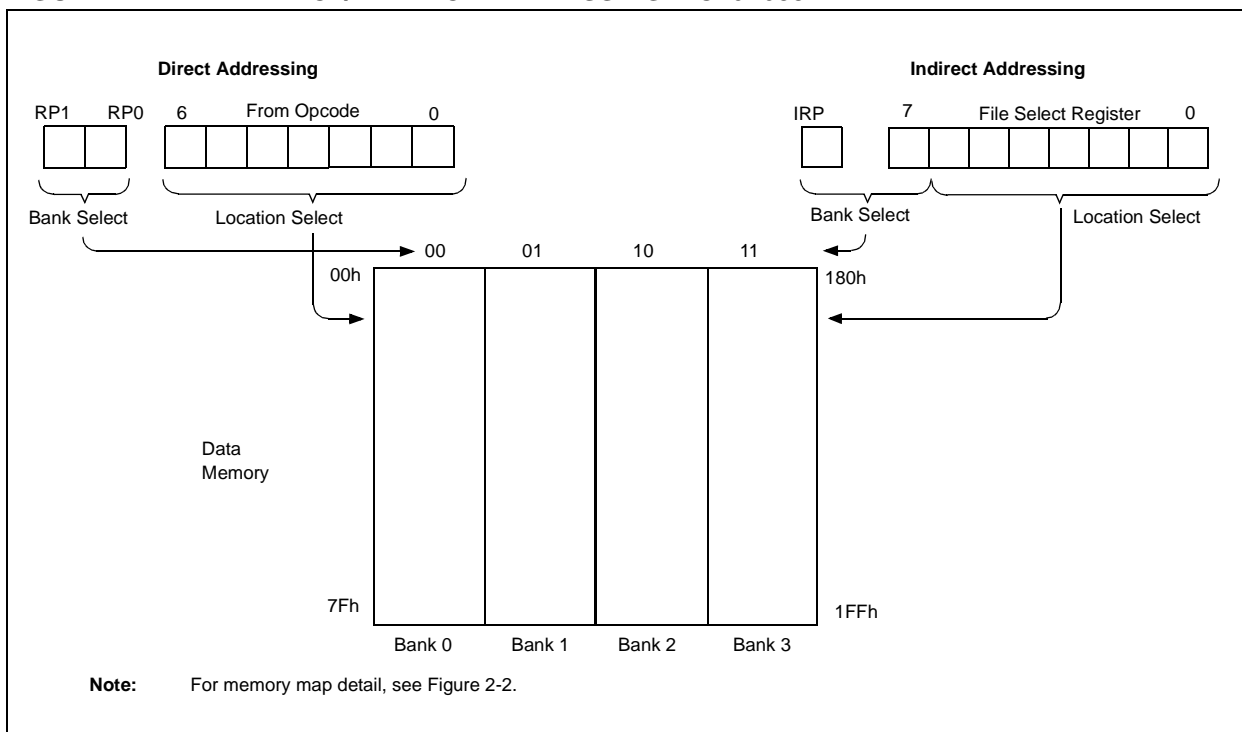 Direct Addressing
Indirect Addressing
RP1 RP0 6 From Opcode 0
IRP 7 File Select Register 0
Bank Select Location Select
Bank Select Location Select
00 01 10 11
00h 180h
Data
Memory
7Fh 1FFh
Bank 0 Bank 1 Bank 2 Bank 3
Note: For memory map detail, see Figure 2-2.